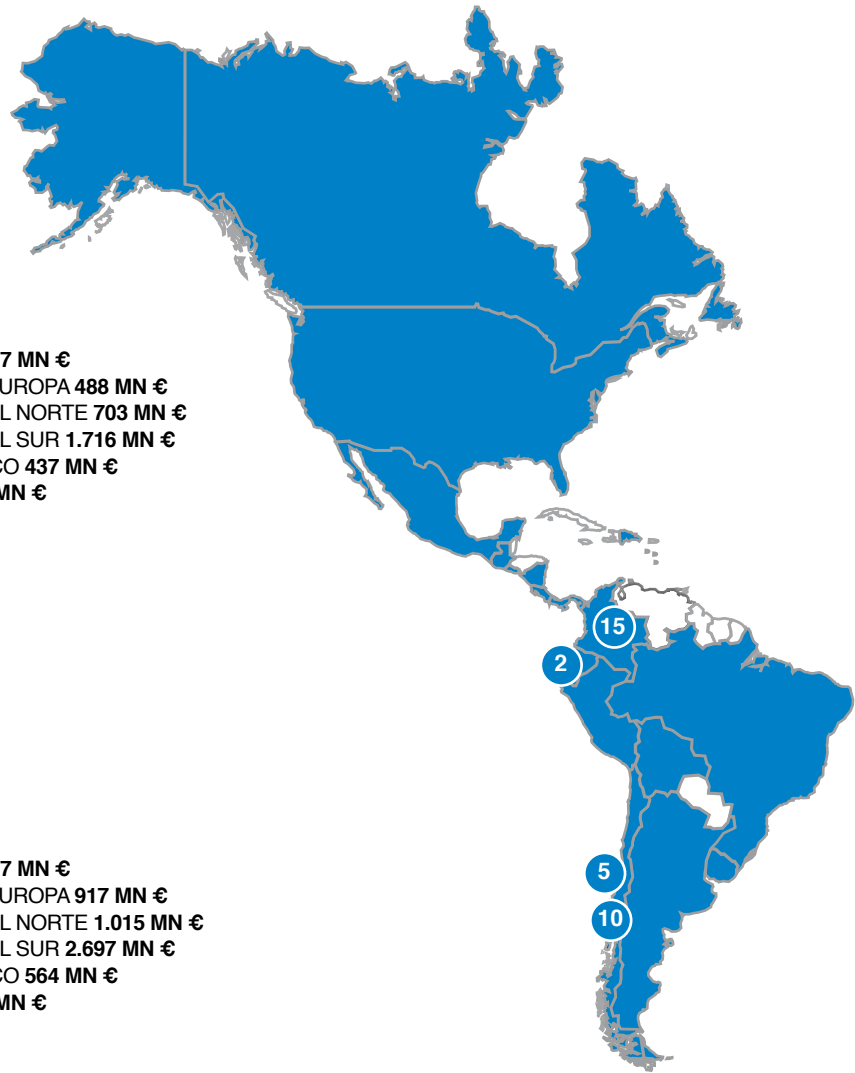 7 MN €
UROPA 488 MN €
L NORTE 703 MN €
L SUR 1.716 MN €
CO 437 MN €
MN €
15
2
7 MN €
UROPA 917 MN €
L NORTE 1.015 MN €
L SUR 2.697 MN €
CO 564 MN €
MN €
5
10